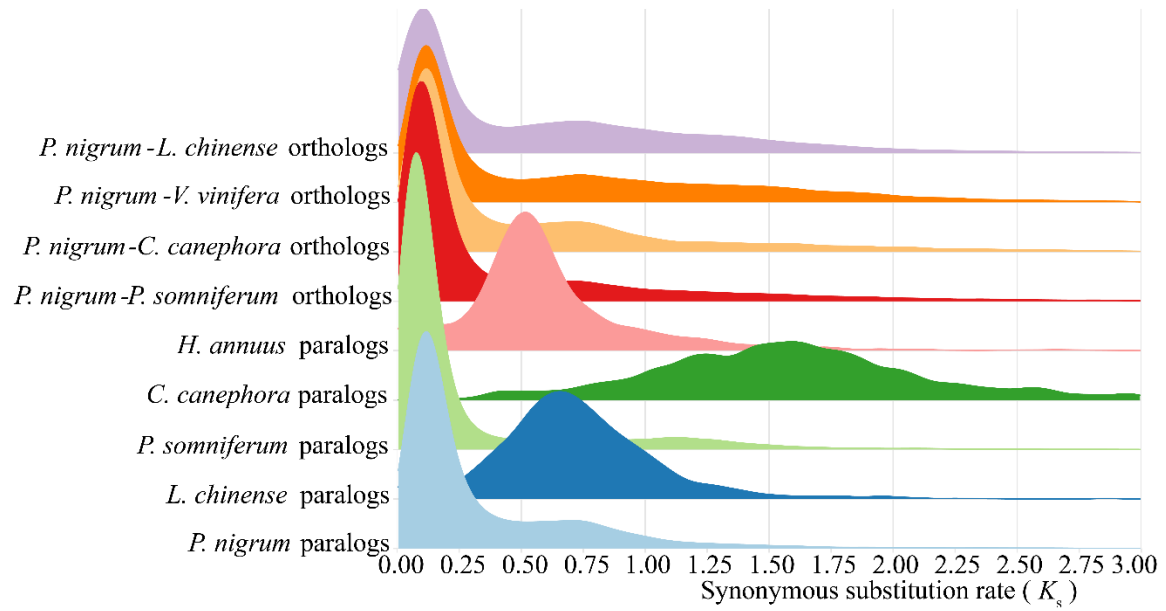 P. nigrum-L. chinense orthologs
P. nigrum-V. vinifera orthologs
P. nigrum-C. canephora orthologs
P. nigrum-P. somniferum orthologs
H. annuus paralogs
C. canephora paralogs
P. somniferum paralogs
L. chinense paralogs
P. nigrum paralogs
0.00 0.25 0.50 0.75 1.00 1.25 1.50 1.75 2.00 2.25 2.50 2.75 3.00
Synonymous substitution rate ( Ks )